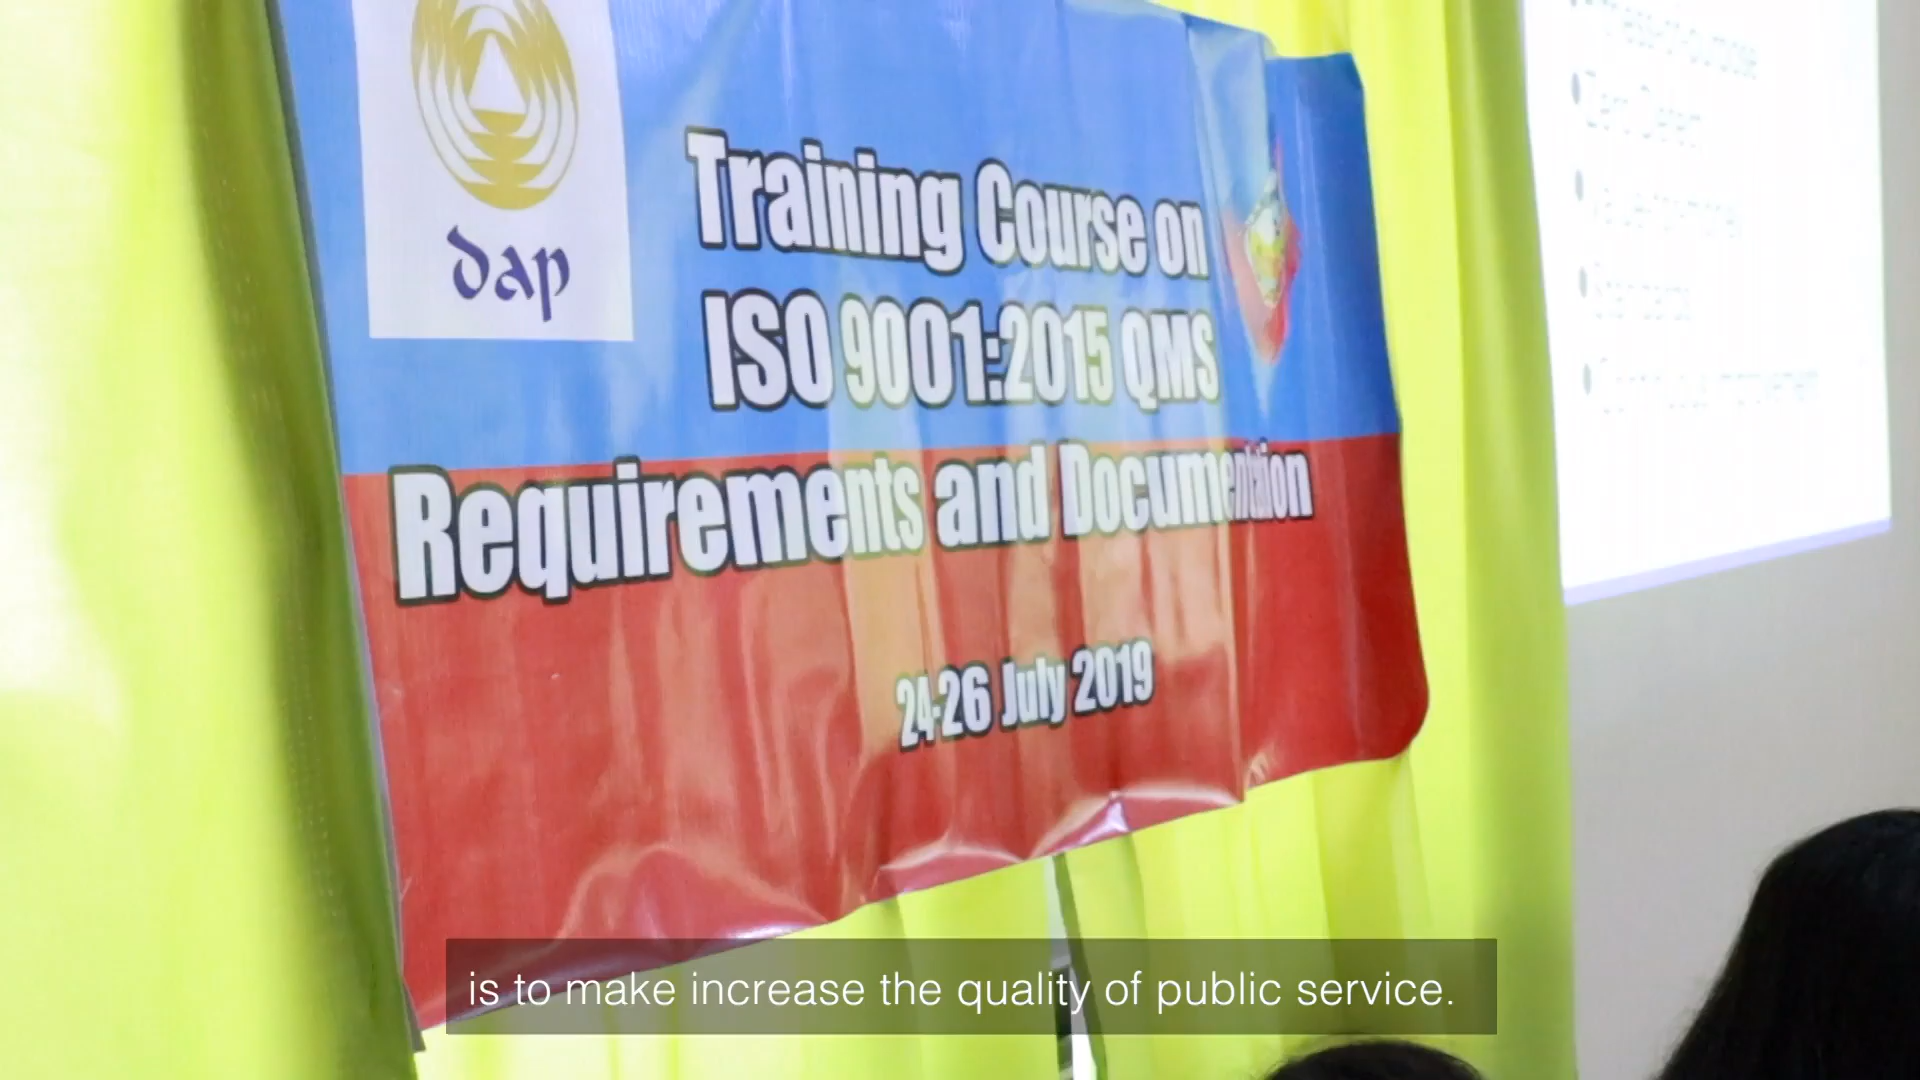 dap
Training Course on
ISO 9001:2015 QMS
Requirements and Documentation
24-26 July 2019
is to make increase the quality of public service.